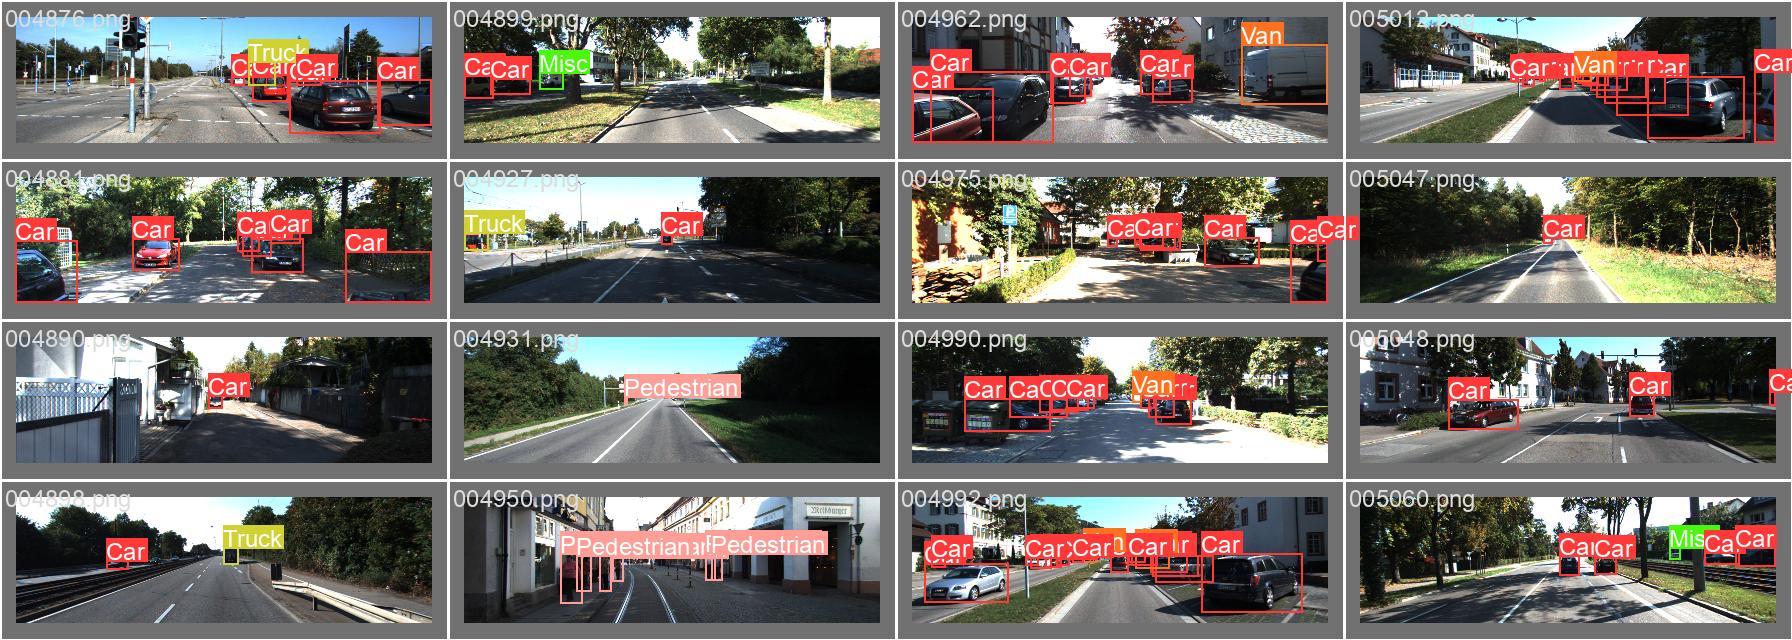 004876.png
Truck
Car
Car
004899.png
Car
Misc
004962.png
Car
Car
Car
Van
005012.png
Car
Van
Car
Car
004881.png
Car
Car
Car
Car
Car
004927.png
Truck
Car
004975.png
Car
Car
Car
005047.png
Car
004890.png
Car
004931.png
Pedestrian
004990.png
Car
Car
Van
005048.png
Car
Car
Ca
004898.png
Car
Truck
004950.png
Pedestrian
Pedestrian
004992.png
Car
Car
Car
Car
Car
005060.png
Car
Car
Mis
Car